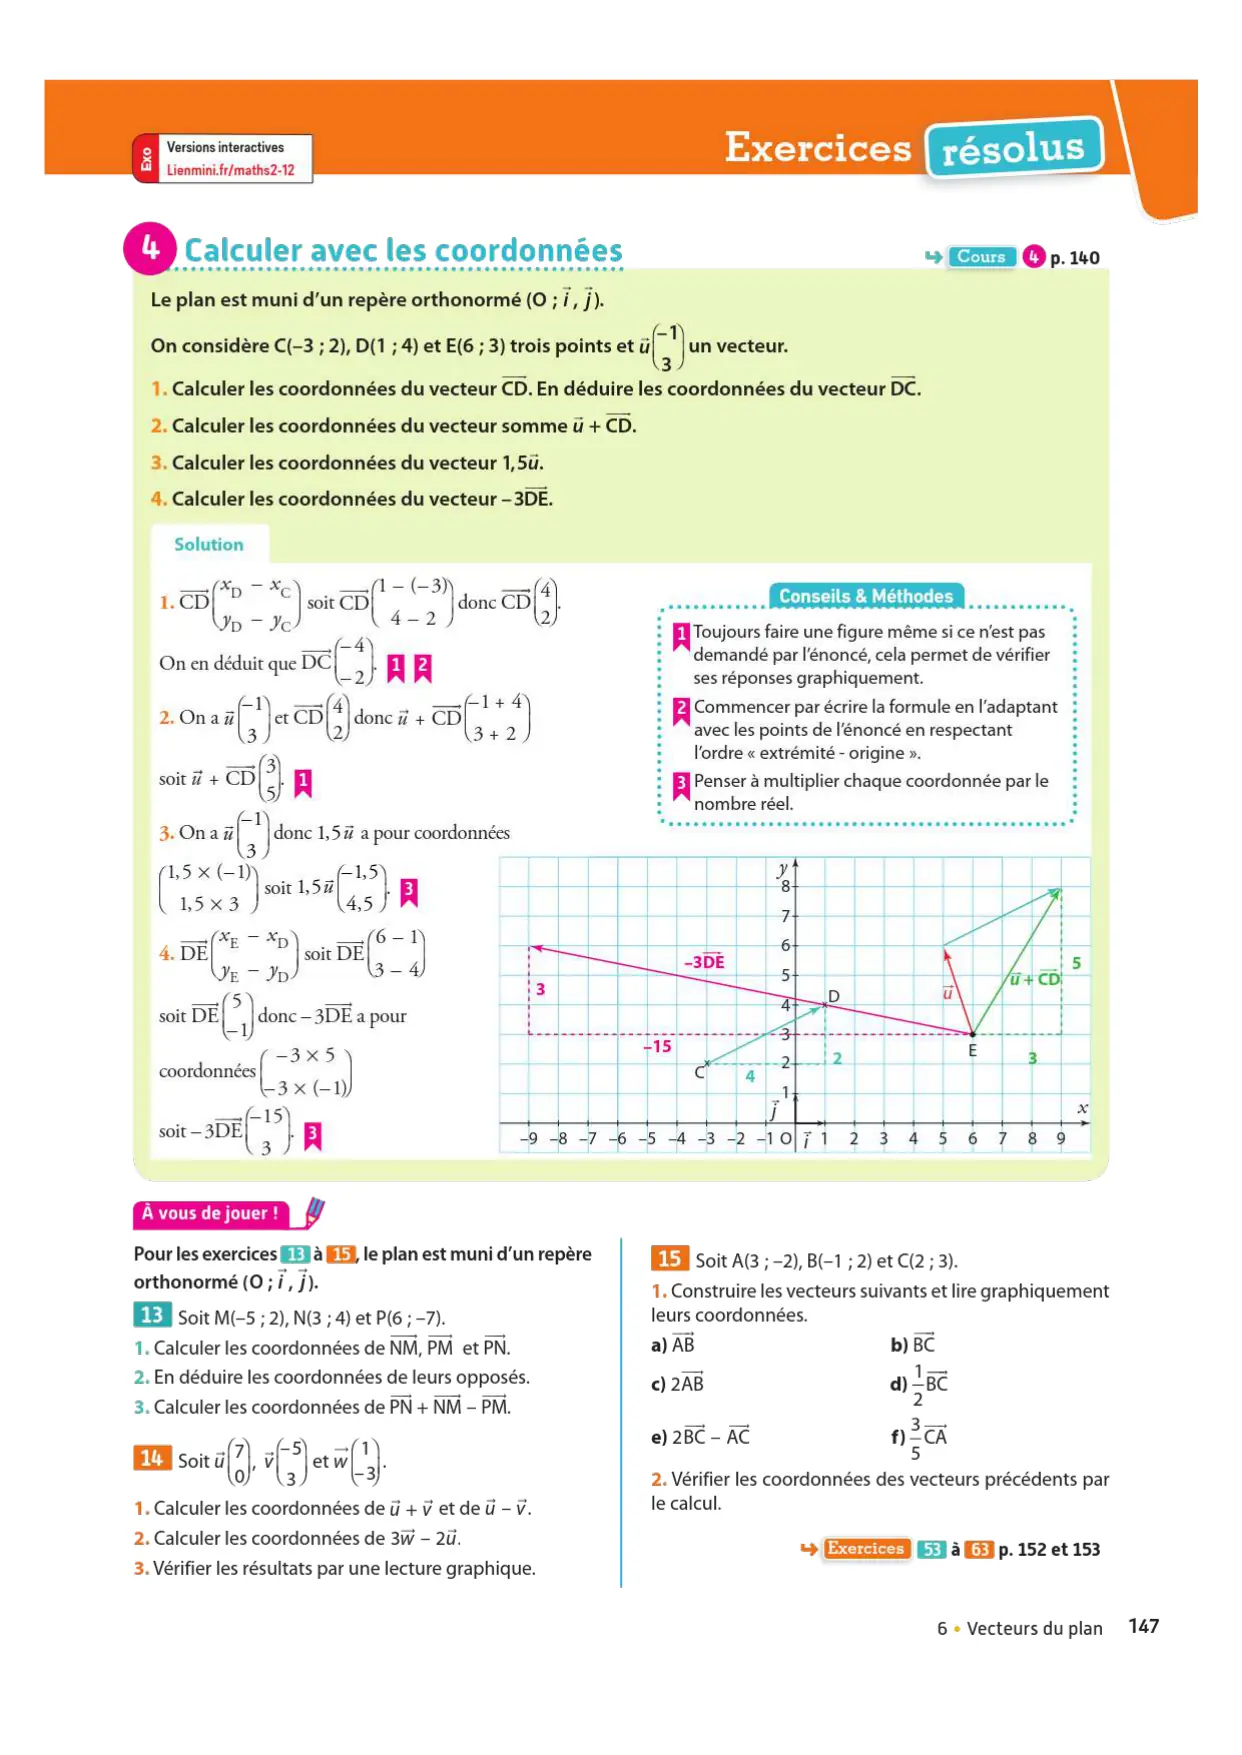 Exo
Versions interactives
Lienmini.fr/maths2-12
Exercices résolus
4 Calculer avec les coordonnées
Cours 4 p. 140
Le plan est muni d'un repère orthonormé (O ; i⃗ , j⃗).
On considère C(–3 ; 2), D(1 ; 4) et E(6 ; 3) trois points et u⃗(–1 3) un vecteur.
1. Calculer les coordonnées du vecteur CD⃗. En déduire les coordonnées du vecteur DC⃗.
2. Calculer les coordonnées du vecteur somme u⃗ + CD⃗.
3. Calculer les coordonnées du vecteur 1,5u⃗.
4. Calculer les coordonnées du vecteur – 3DE⃗.
Solution
1. CD⃗(x_D – x_C y_D – y_C) soit CD⃗(1 – (–3) 4 – 2) donc CD⃗(4 2).
On en déduit que DC⃗(–4 –2). 1 2
2. On a u⃗(–1 3) et CD⃗(4 2) donc u⃗ + CD⃗(–1 + 4 3 + 2)
soit u⃗ + CD⃗(3 5). 1
3. On a u⃗(–1 3) donc 1,5u⃗ a pour coordonnées
(1,5 × (–1) 1,5 × 3) soit 1,5u⃗(–1,5 4,5). 3
4. DE⃗(x_E – x_D y_E – y_D) soit DE⃗(6 – 1 3 – 4)
soit DE⃗(5 –1) donc – 3DE⃗ a pour
coordonnées (–3 × 5 –3 × (–1))
soit – 3DE⃗(–15 3). 3
Conseils & Méthodes
1 Toujours faire une figure même si ce n'est pas
demandé par l'énoncé, cela permet de vérifier
ses réponses graphiquement.
2 Commencer par écrire la formule en l'adaptant
avec les points de l'énoncé en respectant
l'ordre « extrémité - origine ».
3 Penser à multiplier chaque coordonnée par le
nombre réel.
y
8
7
6
5
4
3
2
1
–3DE⃗
3
–15
D
C
4
2
u⃗
u⃗ + CD⃗
5
E
3
j⃗
x
–9 –8 –7 –6 –5 –4 –3 –2 –1 O i⃗ 1 2 3 4 5 6 7 8 9
À vous de jouer !
Pour les exercices 13 à 15, le plan est muni d'un repère
orthonormé (O ; i⃗ , j⃗).
13 Soit M(–5 ; 2), N(3 ; 4) et P(6 ; –7).
1. Calculer les coordonnées de NM⃗, PM⃗ et PN⃗.
2. En déduire les coordonnées de leurs opposés.
3. Calculer les coordonnées de PN⃗ + NM⃗ – PM⃗.
14 Soit u⃗(7 0), v⃗(–5 3) et w⃗(1 –3).
1. Calculer les coordonnées de u⃗ + v⃗ et de u⃗ – v⃗.
2. Calculer les coordonnées de 3w⃗ – 2u⃗.
3. Vérifier les résultats par une lecture graphique.
15 Soit A(3 ; –2), B(–1 ; 2) et C(2 ; 3).
1. Construire les vecteurs suivants et lire graphiquement
leurs coordonnées.
a) AB⃗ b) BC⃗
c) 2AB⃗ d) 1/2 BC⃗
e) 2BC⃗ – AC⃗ f) 3/5 CA⃗
2. Vérifier les coordonnées des vecteurs précédents par
le calcul.
Exercices 53 à 63 p. 152 et 153
6 • Vecteurs du plan 147